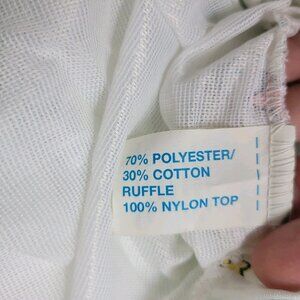 70% POLYESTER/
30% COTTON
RUFFLE
100% NYLON TOP